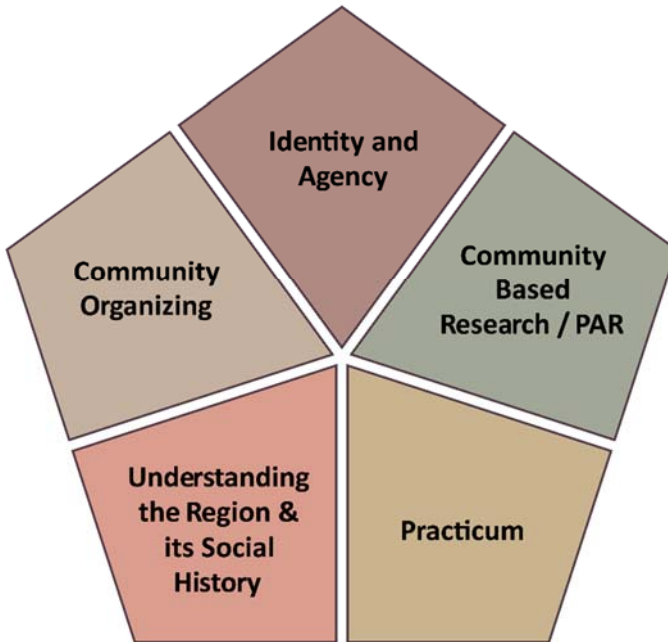 Identity and
Agency
Community
Organizing
Community
Based
Research / PAR
Understanding
the Region &
its Social
History
Practicum